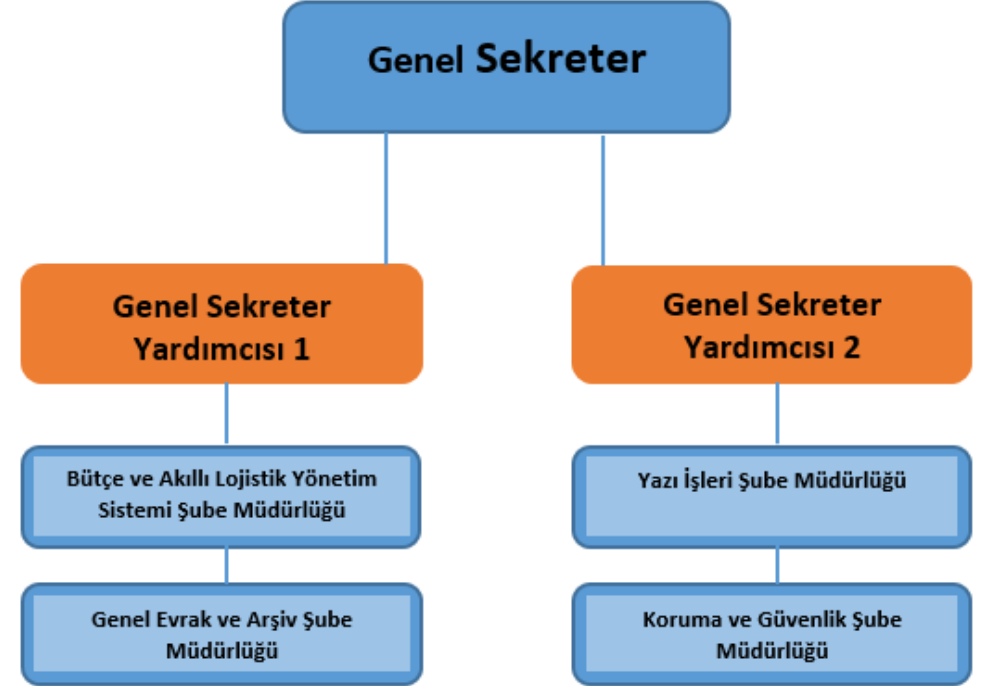 Genel Sekreter
Genel Sekreter
Yardımcısı 1
Genel Sekreter
Yardımcısı 2
Bütçe ve Akıllı Lojistik Yönetim
Sistemi Şube Müdürlüğü
Yazı İşleri Şube Müdürlüğü
Genel Evrak ve Arşiv Şube
Müdürlüğü
Koruma ve Güvenlik Şube
Müdürlüğü